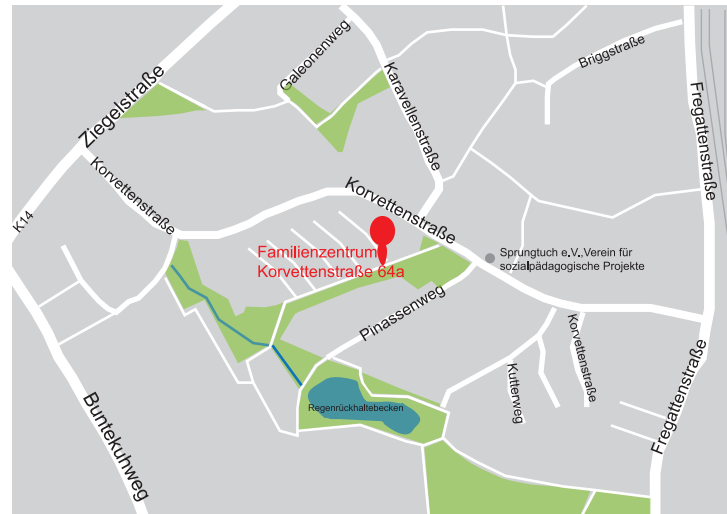 Galeonenweg
Briggstraße
Ziegelstraße
Karavellenstraße
Fregattenstraße
Korvettenstraße
K14
Korvettenstraße
Familienzentrum
Korvettenstraße 64a
Sprungtuch e.V.,Verein für
sozialpädagogische Projekte
Pinassenweg
Korvettenstraße
Kutterweg
Regenrückhaltebecken
Buntekuhweg
Fregattenstraße